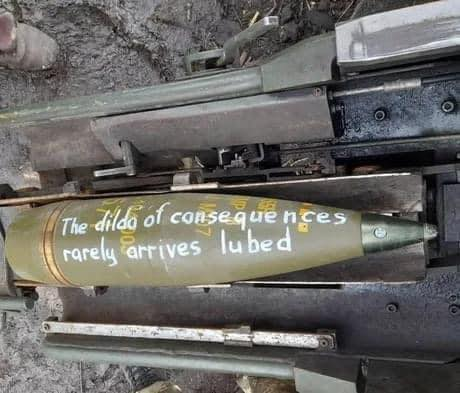 The dildo of consequences
rarely arrives lubed